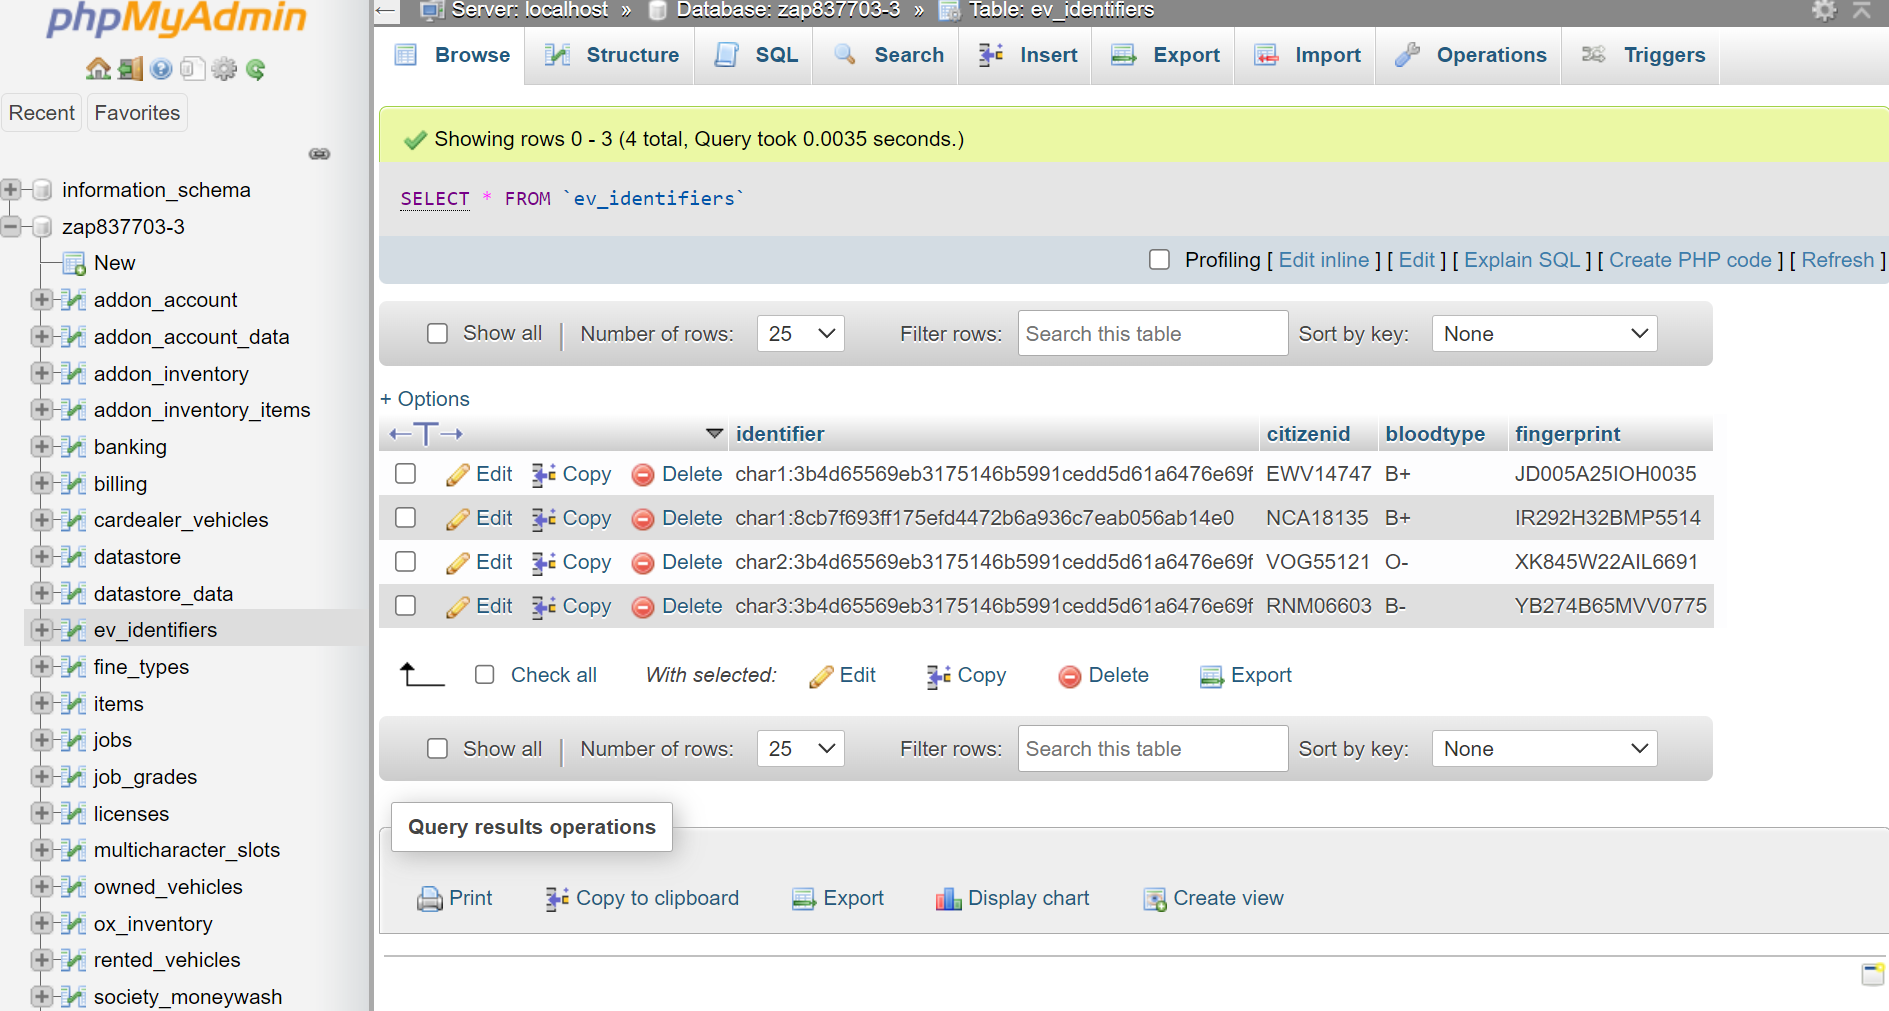 phpMyAdmin
Recent Favorites
information_schema
zap837703-3
New
addon_account
addon_account_data
addon_inventory
addon_inventory_items
banking
billing
cardealer_vehicles
datastore
datastore_data
ev_identifiers
fine_types
items
jobs
job_grades
licenses
multicharacter_slots
owned_vehicles
ox_inventory
rented_vehicles
society_moneywash
Server: localhost » Database: zap837703-3 » Table: ev_identifiers
Browse Structure SQL Search Insert Export Import Operations Triggers
Showing rows 0 - 3 (4 total, Query took 0.0035 seconds.)
SELECT * FROM `ev_identifiers`
Profiling [ Edit inline ] [ Edit ] [ Explain SQL ] [ Create PHP code ] [ Refresh ]
Show all | Number of rows: 25 Filter rows: Search this table Sort by key: None
+ Options
←T→ identifier citizenid bloodtype fingerprint
Edit Copy Delete char1:3b4d65569eb3175146b5991cedd5d61a6476e69f EWV14747 B+ JD005A25IOH0035
Edit Copy Delete char1:8cb7f693ff175efd4472b6a936c7eab056ab14e0 NCA18135 B+ IR292H32BMP5514
Edit Copy Delete char2:3b4d65569eb3175146b5991cedd5d61a6476e69f VOG55121 O- XK845W22AIL6691
Edit Copy Delete char3:3b4d65569eb3175146b5991cedd5d61a6476e69f RNM06603 B- YB274B65MVV0775
Check all With selected: Edit Copy Delete Export
Show all | Number of rows: 25 Filter rows: Search this table Sort by key: None
Query results operations
Print Copy to clipboard Export Display chart Create view